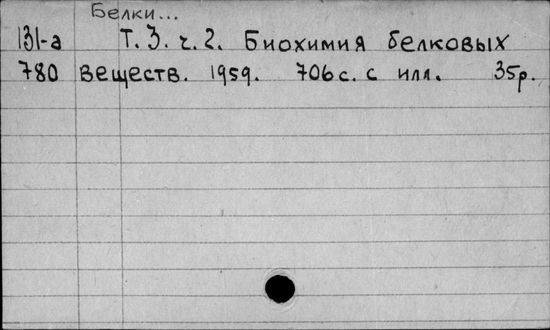 Белки...
131-а Т. 3. ч. 2. Биохимия белковых
780 веществ. 1959. 706 с. с илл. 35р.